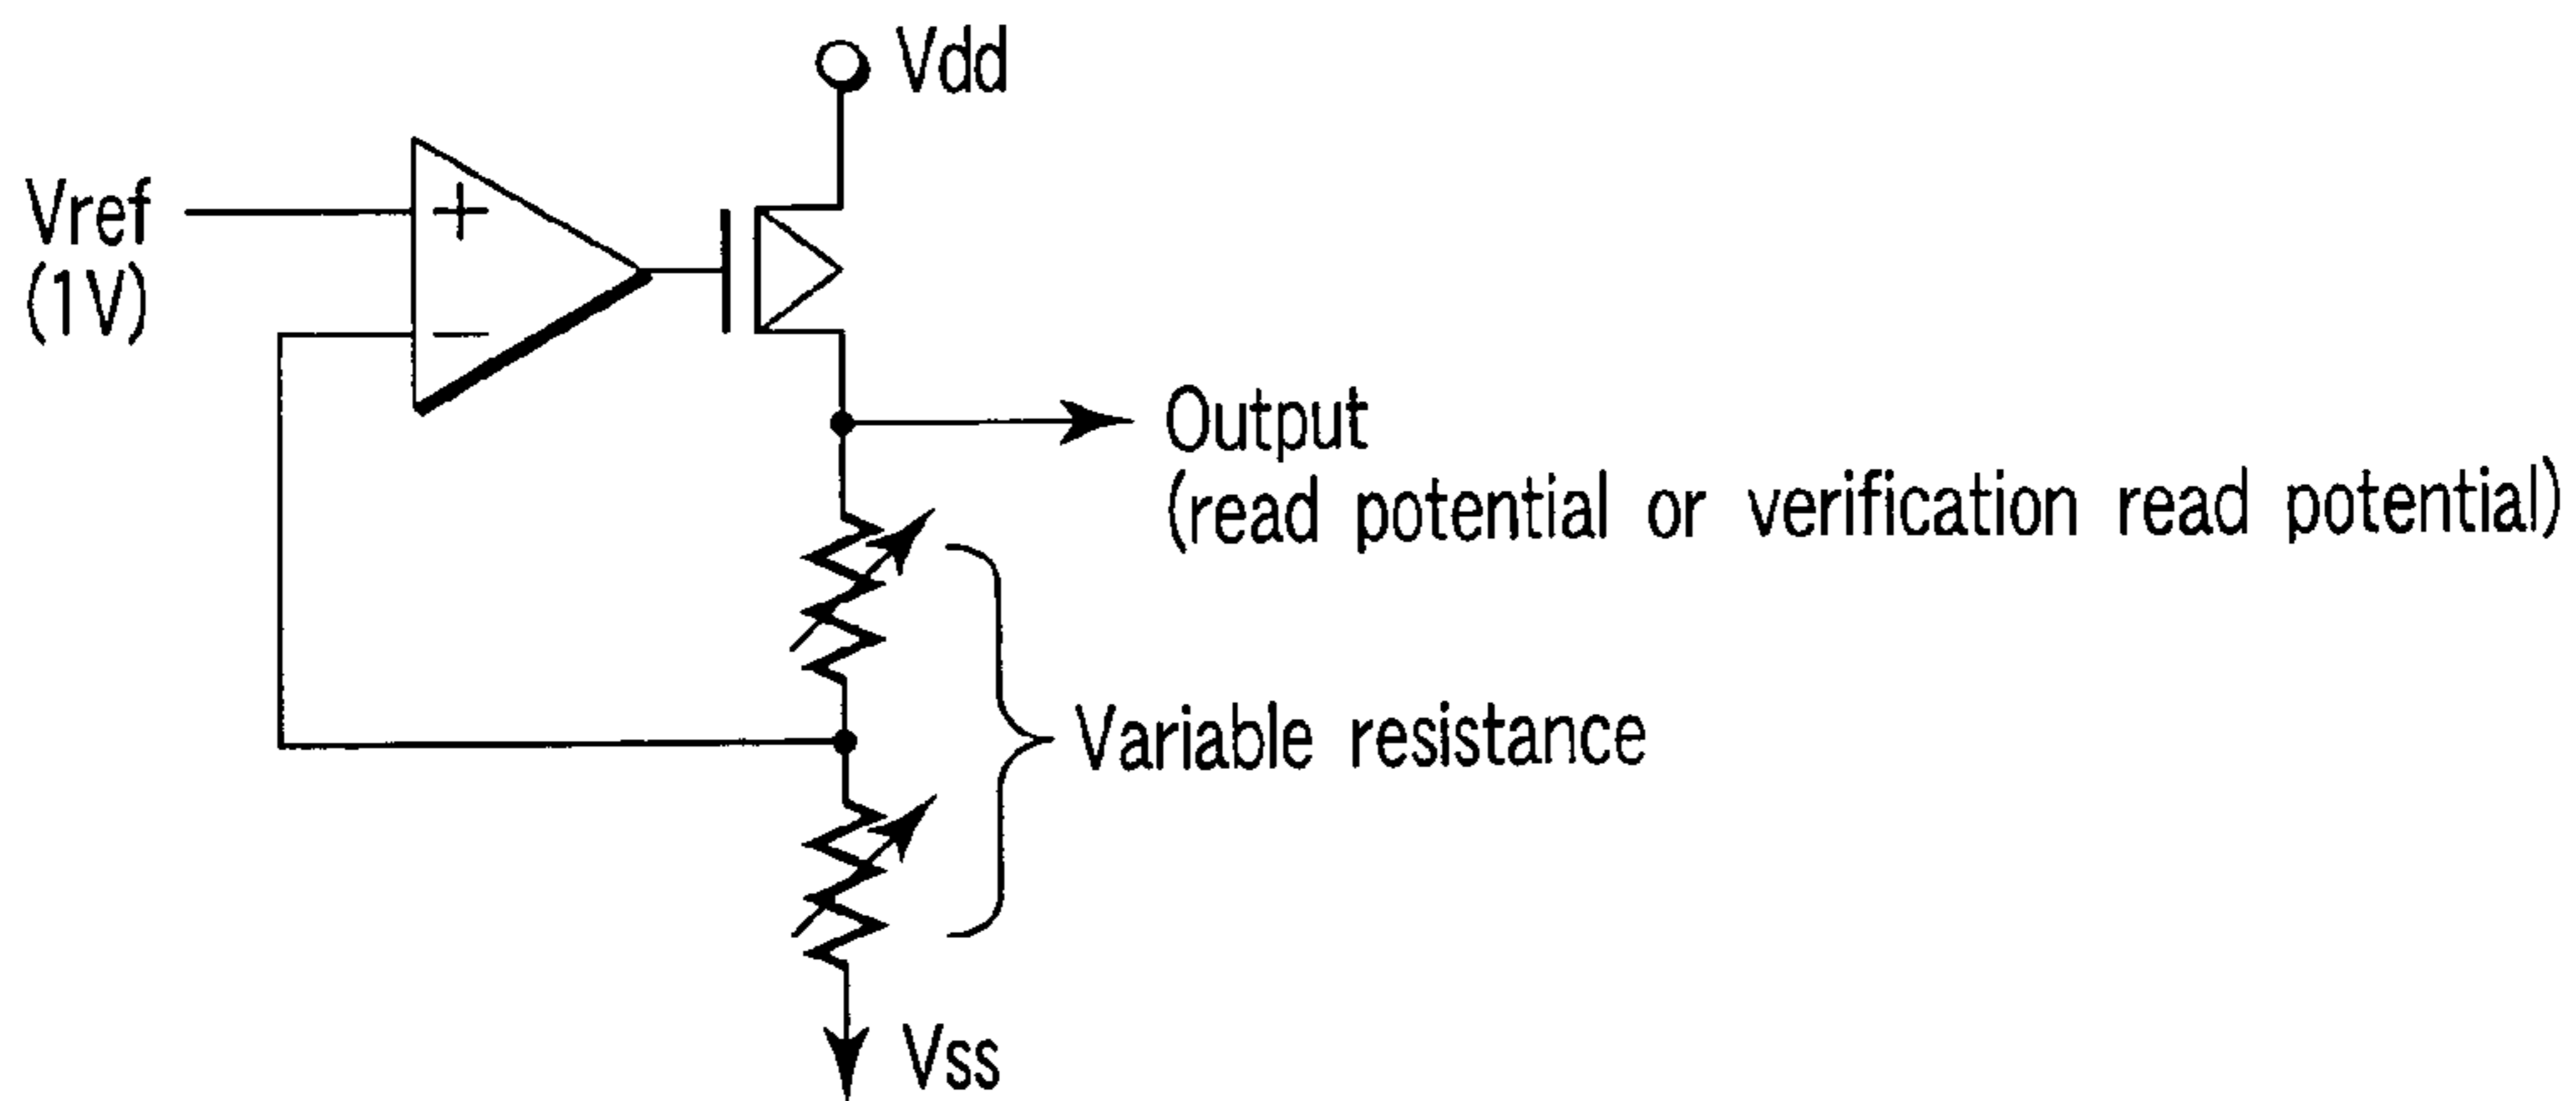 Vdd
Vref
(1V)
+
−
Output
(read potential or verification read potential)
Variable resistance
Vss